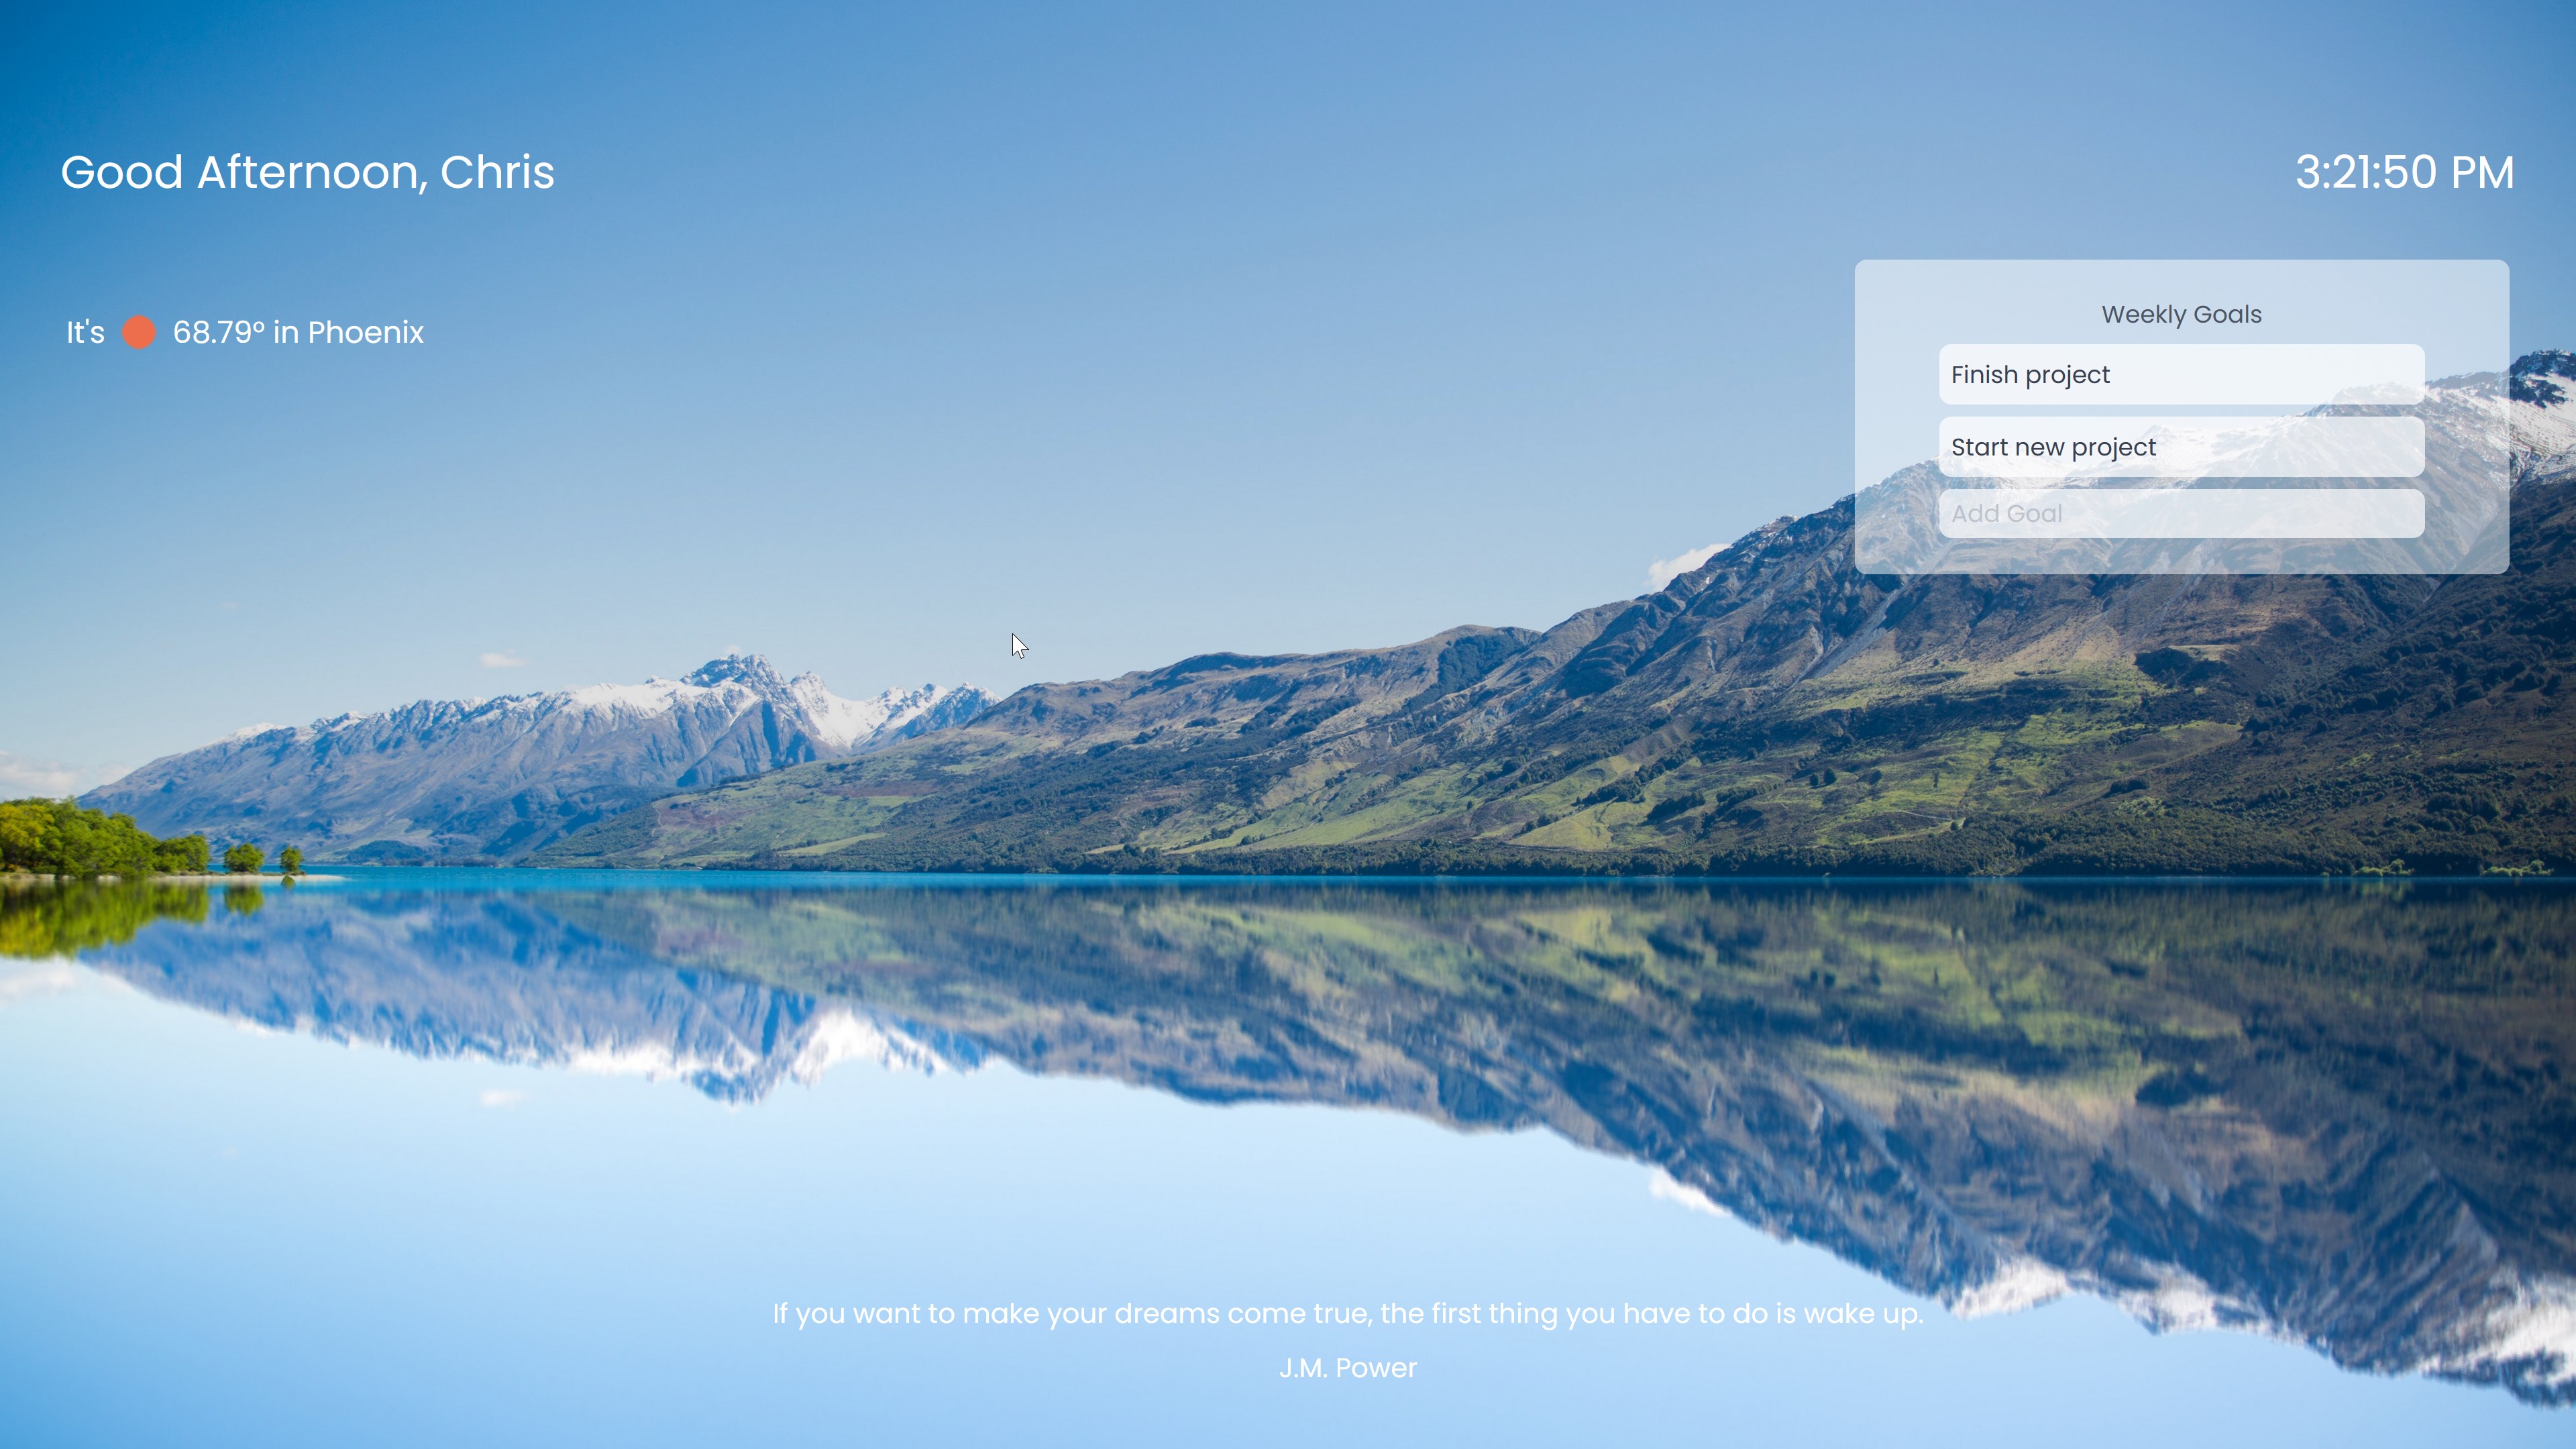 Good Afternoon, Chris
3:21:50 PM
It's 68.79° in Phoenix
Weekly Goals
Finish project
Start new project
Add Goal
If you want to make your dreams come true, the first thing you have to do is wake up.
J.M. Power